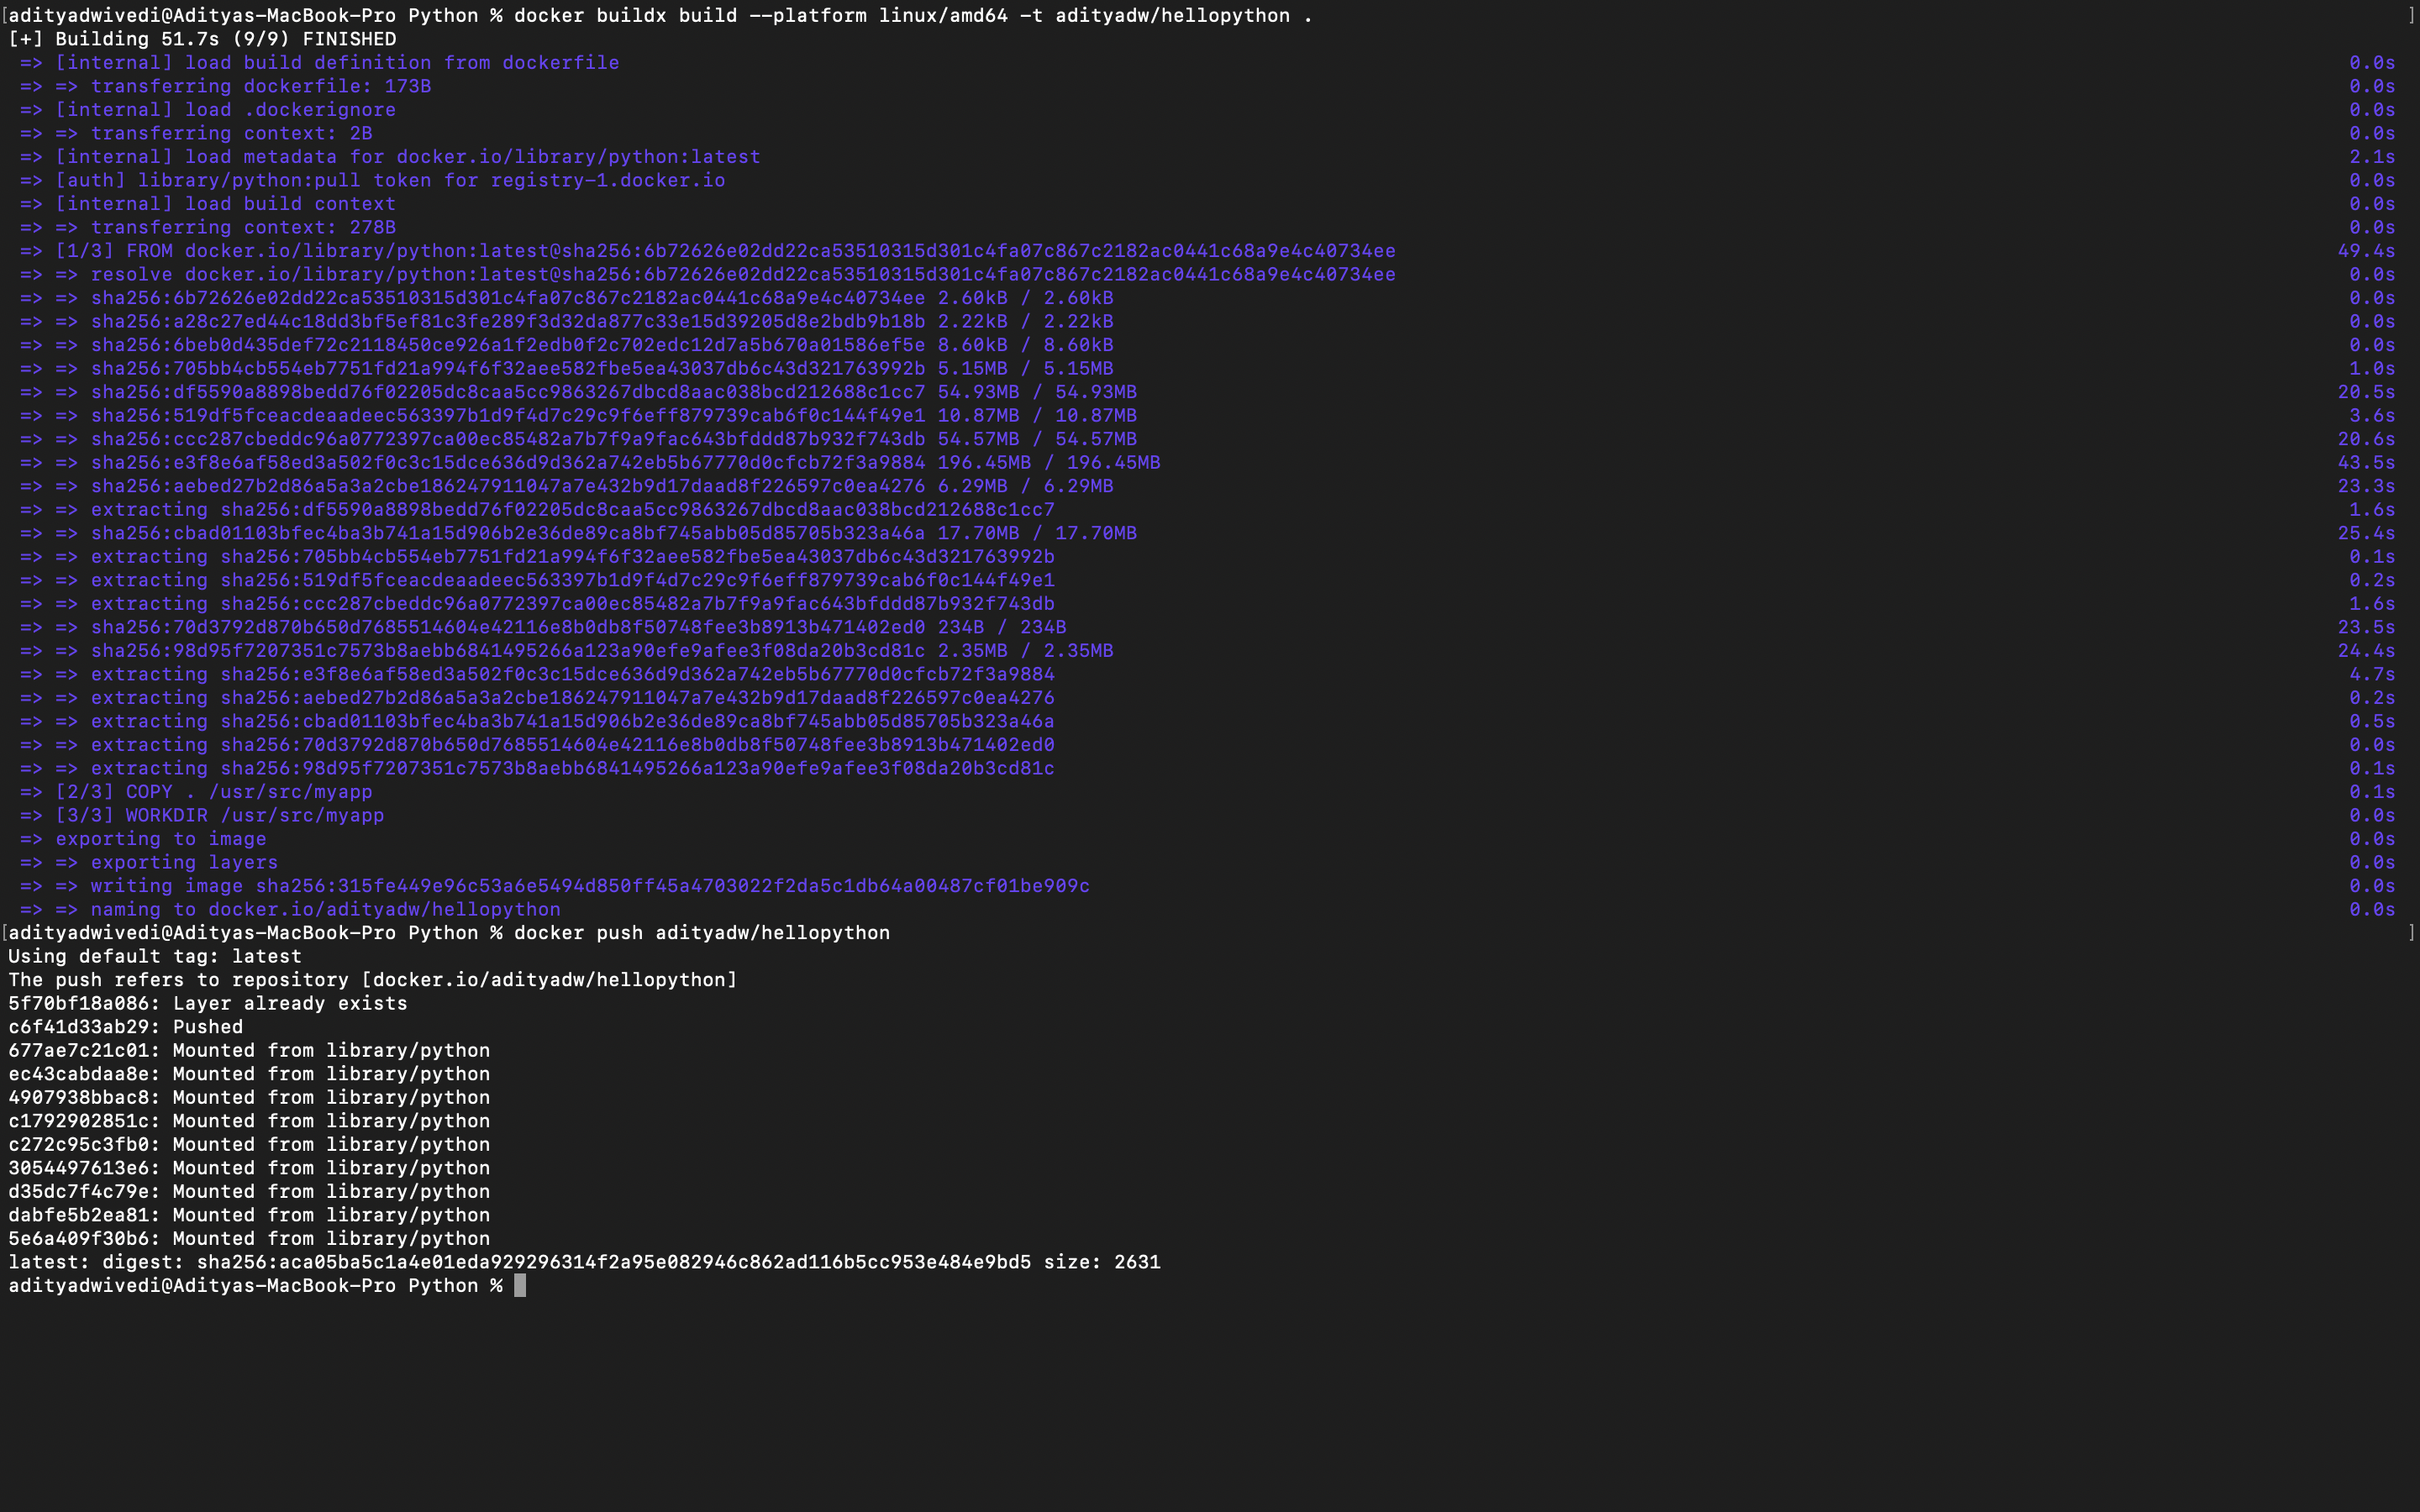 [adityadwivedi@Adityas-MacBook-Pro Python % docker buildx build --platform linux/amd64 -t adityadw/hellopython . ]
[+] Building 51.7s (9/9) FINISHED
=> [internal] load build definition from dockerfile 0.0s
=> => transferring dockerfile: 173B 0.0s
=> [internal] load .dockerignore 0.0s
=> => transferring context: 2B 0.0s
=> [internal] load metadata for docker.io/library/python:latest 2.1s
=> [auth] library/python:pull token for registry-1.docker.io 0.0s
=> [internal] load build context 0.0s
=> => transferring context: 278B 0.0s
=> [1/3] FROM docker.io/library/python:latest@sha256:6b72626e02dd22ca53510315d301c4fa07c867c2182ac0441c68a9e4c40734ee 49.4s
=> => resolve docker.io/library/python:latest@sha256:6b72626e02dd22ca53510315d301c4fa07c867c2182ac0441c68a9e4c40734ee 0.0s
=> => sha256:6b72626e02dd22ca53510315d301c4fa07c867c2182ac0441c68a9e4c40734ee 2.60kB / 2.60kB 0.0s
=> => sha256:a28c27ed44c18dd3bf5ef81c3fe289f3d32da877c33e15d39205d8e2bdb9b18b 2.22kB / 2.22kB 0.0s
=> => sha256:6beb0d435def72c2118450ce926a1f2edb0f2c702edc12d7a5b670a01586ef5e 8.60kB / 8.60kB 0.0s
=> => sha256:705bb4cb554eb7751fd21a994f6f32aee582fbe5ea43037db6c43d321763992b 5.15MB / 5.15MB 1.0s
=> => sha256:df5590a8898bedd76f02205dc8caa5cc9863267dbcd8aac038bcd212688c1cc7 54.93MB / 54.93MB 20.5s
=> => sha256:519df5fceacdeaadeec563397b1d9f4d7c29c9f6eff879739cab6f0c144f49e1 10.87MB / 10.87MB 3.6s
=> => sha256:ccc287cbeddc96a0772397ca00ec85482a7b7f9a9fac643bfddd87b932f743db 54.57MB / 54.57MB 20.6s
=> => sha256:e3f8e6af58ed3a502f0c3c15dce636d9d362a742eb5b67770d0cfcb72f3a9884 196.45MB / 196.45MB 43.5s
=> => sha256:aebed27b2d86a5a3a2cbe186247911047a7e432b9d17daad8f226597c0ea4276 6.29MB / 6.29MB 23.3s
=> => extracting sha256:df5590a8898bedd76f02205dc8caa5cc9863267dbcd8aac038bcd212688c1cc7 1.6s
=> => sha256:cbad01103bfec4ba3b741a15d906b2e36de89ca8bf745abb05d85705b323a46a 17.70MB / 17.70MB 25.4s
=> => extracting sha256:705bb4cb554eb7751fd21a994f6f32aee582fbe5ea43037db6c43d321763992b 0.1s
=> => extracting sha256:519df5fceacdeaadeec563397b1d9f4d7c29c9f6eff879739cab6f0c144f49e1 0.2s
=> => extracting sha256:ccc287cbeddc96a0772397ca00ec85482a7b7f9a9fac643bfddd87b932f743db 1.6s
=> => sha256:70d3792d870b650d7685514604e42116e8b0db8f50748fee3b8913b471402ed0 234B / 234B 23.5s
=> => sha256:98d95f7207351c7573b8aebb6841495266a123a90efe9afee3f08da20b3cd81c 2.35MB / 2.35MB 24.4s
=> => extracting sha256:e3f8e6af58ed3a502f0c3c15dce636d9d362a742eb5b67770d0cfcb72f3a9884 4.7s
=> => extracting sha256:aebed27b2d86a5a3a2cbe186247911047a7e432b9d17daad8f226597c0ea4276 0.2s
=> => extracting sha256:cbad01103bfec4ba3b741a15d906b2e36de89ca8bf745abb05d85705b323a46a 0.5s
=> => extracting sha256:70d3792d870b650d7685514604e42116e8b0db8f50748fee3b8913b471402ed0 0.0s
=> => extracting sha256:98d95f7207351c7573b8aebb6841495266a123a90efe9afee3f08da20b3cd81c 0.1s
=> [2/3] COPY . /usr/src/myapp 0.1s
=> [3/3] WORKDIR /usr/src/myapp 0.0s
=> exporting to image 0.0s
=> => exporting layers 0.0s
=> => writing image sha256:315fe449e96c53a6e5494d850ff45a4703022f2da5c1db64a00487cf01be909c 0.0s
=> => naming to docker.io/adityadw/hellopython 0.0s
[adityadwivedi@Adityas-MacBook-Pro Python % docker push adityadw/hellopython ]
Using default tag: latest
The push refers to repository [docker.io/adityadw/hellopython]
5f70bf18a086: Layer already exists
c6f41d33ab29: Pushed
677ae7c21c01: Mounted from library/python
ec43cabdaa8e: Mounted from library/python
4907938bbac8: Mounted from library/python
c1792902851c: Mounted from library/python
c272c95c3fb0: Mounted from library/python
3054497613e6: Mounted from library/python
d35dc7f4c79e: Mounted from library/python
dabfe5b2ea81: Mounted from library/python
5e6a409f30b6: Mounted from library/python
latest: digest: sha256:aca05ba5c1a4e01eda929296314f2a95e082946c862ad116b5cc953e484e9bd5 size: 2631
adityadwivedi@Adityas-MacBook-Pro Python %